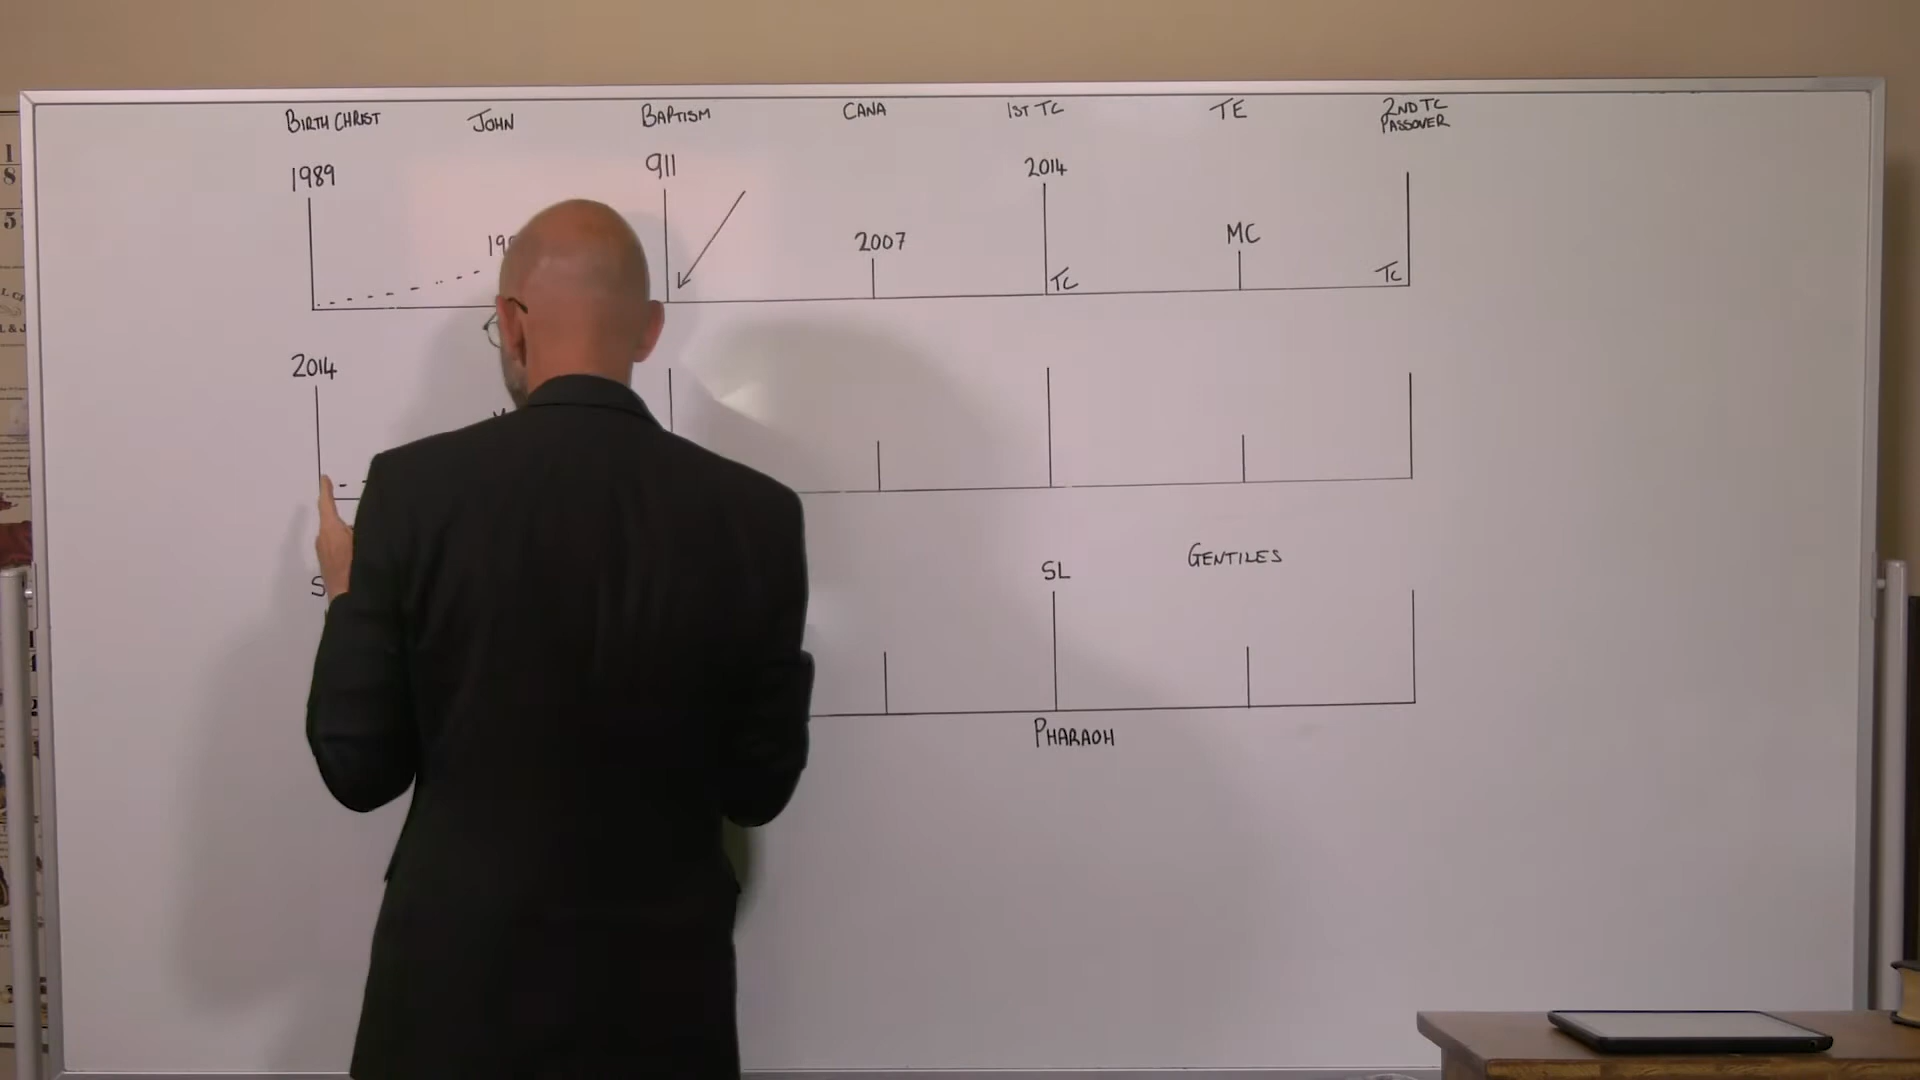 BIRTH CHRIST JOHN BAPTISM CANA 1ST TC TE 2ND TC
PASSOVER
1989 911 2014
2007 MC
TC TC
2014
SL GENTILES
PHARAOH